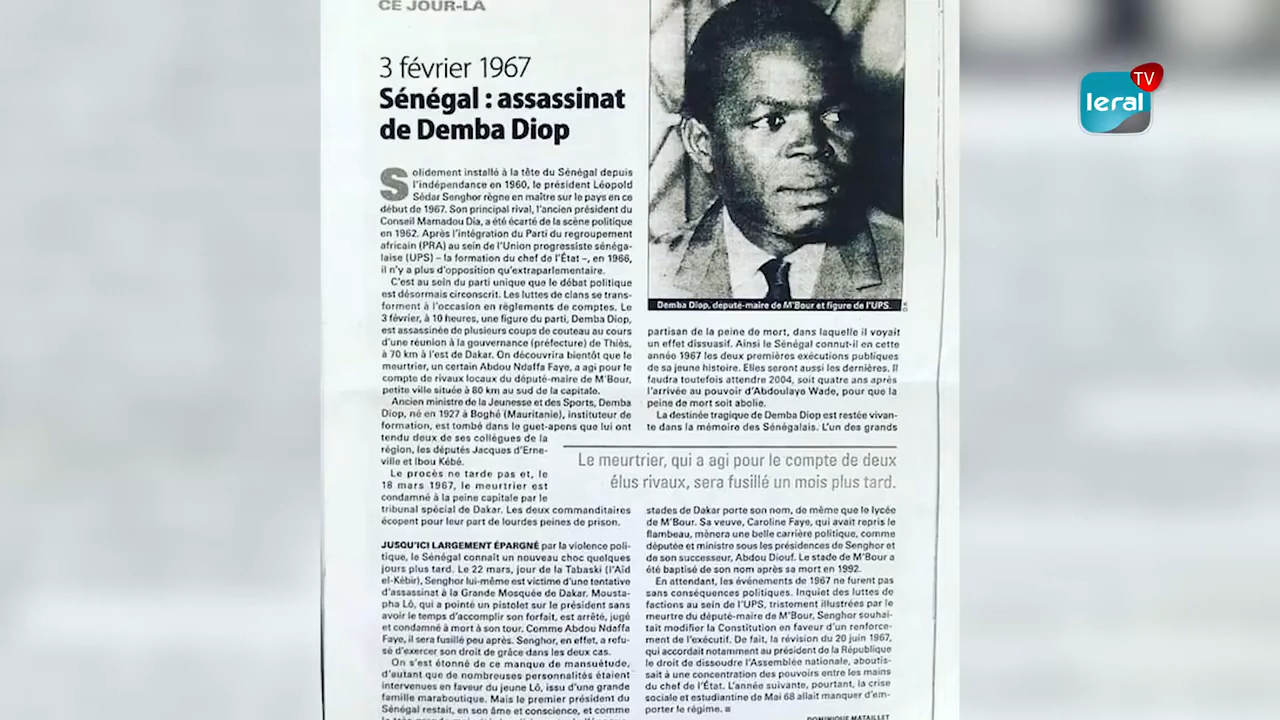 CE JOUR-LÀ
3 février 1967
Sénégal : assassinat
de Demba Diop
Solidement installé à la tête du Sénégal depuis
l'indépendance en 1960, le président Léopold
Sédar Senghor règne en maître sur le pays en ce
début de 1967. Son principal rival, l'ancien président du
Conseil Mamadou Dia, a été écarté de la scène politique
en 1962. Après l'intégration du Parti du regroupement
africain (PRA) au sein de l'Union progressiste sénéga-
laise (UPS) – la formation du chef de l'État –, en 1966,
il n'y a plus d'opposition qu'extraparlementaire.
C'est au sein du parti unique que le débat politique
est désormais circonscrit. Les luttes de clans se trans-
forment à l'occasion en règlements de comptes. Le
3 février, à 10 heures, une figure du parti, Demba Diop,
est assassinée de plusieurs coups de couteau au cours
d'une réunion à la gouvernance (préfecture) de Thiès,
à 70 km à l'est de Dakar. On découvrira bientôt que le
meurtrier, un certain Abdou Ndaffa Faye, a agi pour le
compte de rivaux locaux du député-maire de M'Bour,
petite ville située à 80 km au sud de la capitale.
Ancien ministre de la Jeunesse et des Sports, Demba
Diop, né en 1927 à Boghé (Mauritanie), instituteur de
formation, est tombé dans le guet-apens que lui ont
tendu deux de ses collègues de la
région, les députés Jacques d'Erne-
ville et Ibou Kébé.
Le procès ne tarde pas et, le
18 mars 1967, le meurtrier est
condamné à la peine capitale par le
tribunal spécial de Dakar. Les deux commanditaires
écopent pour leur part de lourdes peines de prison.
JUSQU'ICI LARGEMENT ÉPARGNÉ par la violence poli-
tique, le Sénégal connaît un nouveau choc quelques
jours plus tard. Le 22 mars, jour de la Tabaski (l'Aïd
el-Kébir), Senghor lui-même est victime d'une tentative
d'assassinat à la Grande Mosquée de Dakar. Mousta-
pha Lô, qui a pointé un pistolet sur le président sans
avoir le temps d'accomplir son forfait, est arrêté, jugé
et condamné à mort à son tour. Comme Abdou Ndaffa
Faye, il sera fusillé peu après. Senghor, en effet, a refu-
sé d'exercer son droit de grâce dans les deux cas.
On s'est étonné de ce manque de mansuétude,
d'autant que de nombreuses personnalités étaient
intervenues en faveur du jeune Lô, issu d'une grande
famille maraboutique. Mais le premier président du
Sénégal restait, en son âme et conscience, et comme
Demba Diop, député-maire de M'Bour et figure de l'UPS.
partisan de la peine de mort, dans laquelle il voyait
un effet dissuasif. Ainsi le Sénégal connut-il en cette
année 1967 les deux premières exécutions publiques
de sa jeune histoire. Elles seront aussi les dernières. Il
faudra toutefois attendre 2004, soit quatre ans après
l'arrivée au pouvoir d'Abdoulaye Wade, pour que la
peine de mort soit abolie.
La destinée tragique de Demba Diop est restée vivan-
te dans la mémoire des Sénégalais. L'un des grands
Le meurtrier, qui a agi pour le compte de deux
élus rivaux, sera fusillé un mois plus tard.
stades de Dakar porte son nom, de même que le lycée
de M'Bour. Sa veuve, Caroline Faye, qui avait repris le
flambeau, mènera une belle carrière politique, comme
députée et ministre sous les présidences de Senghor et
de son successeur, Abdou Diouf. Le stade de M'Bour a
été baptisé de son nom après sa mort en 1992.
En attendant, les événements de 1967 ne furent pas
sans conséquences politiques. Inquiet des luttes de
factions au sein de l'UPS, tristement illustrées par le
meurtre du député-maire de M'Bour, Senghor souhai-
tait modifier la Constitution en faveur d'un renforce-
ment de l'exécutif. De fait, la révision du 20 juin 1967,
qui accordait notamment au président de la République
le droit de dissoudre l'Assemblée nationale, aboutis-
sait à une concentration des pouvoirs entre les mains
du chef de l'État. L'année suivante, pourtant, la crise
sociale et estudiantine de Mai 68 allait manquer d'em-
porter le régime.
DOMINIQUE MATAILLET
leral TV